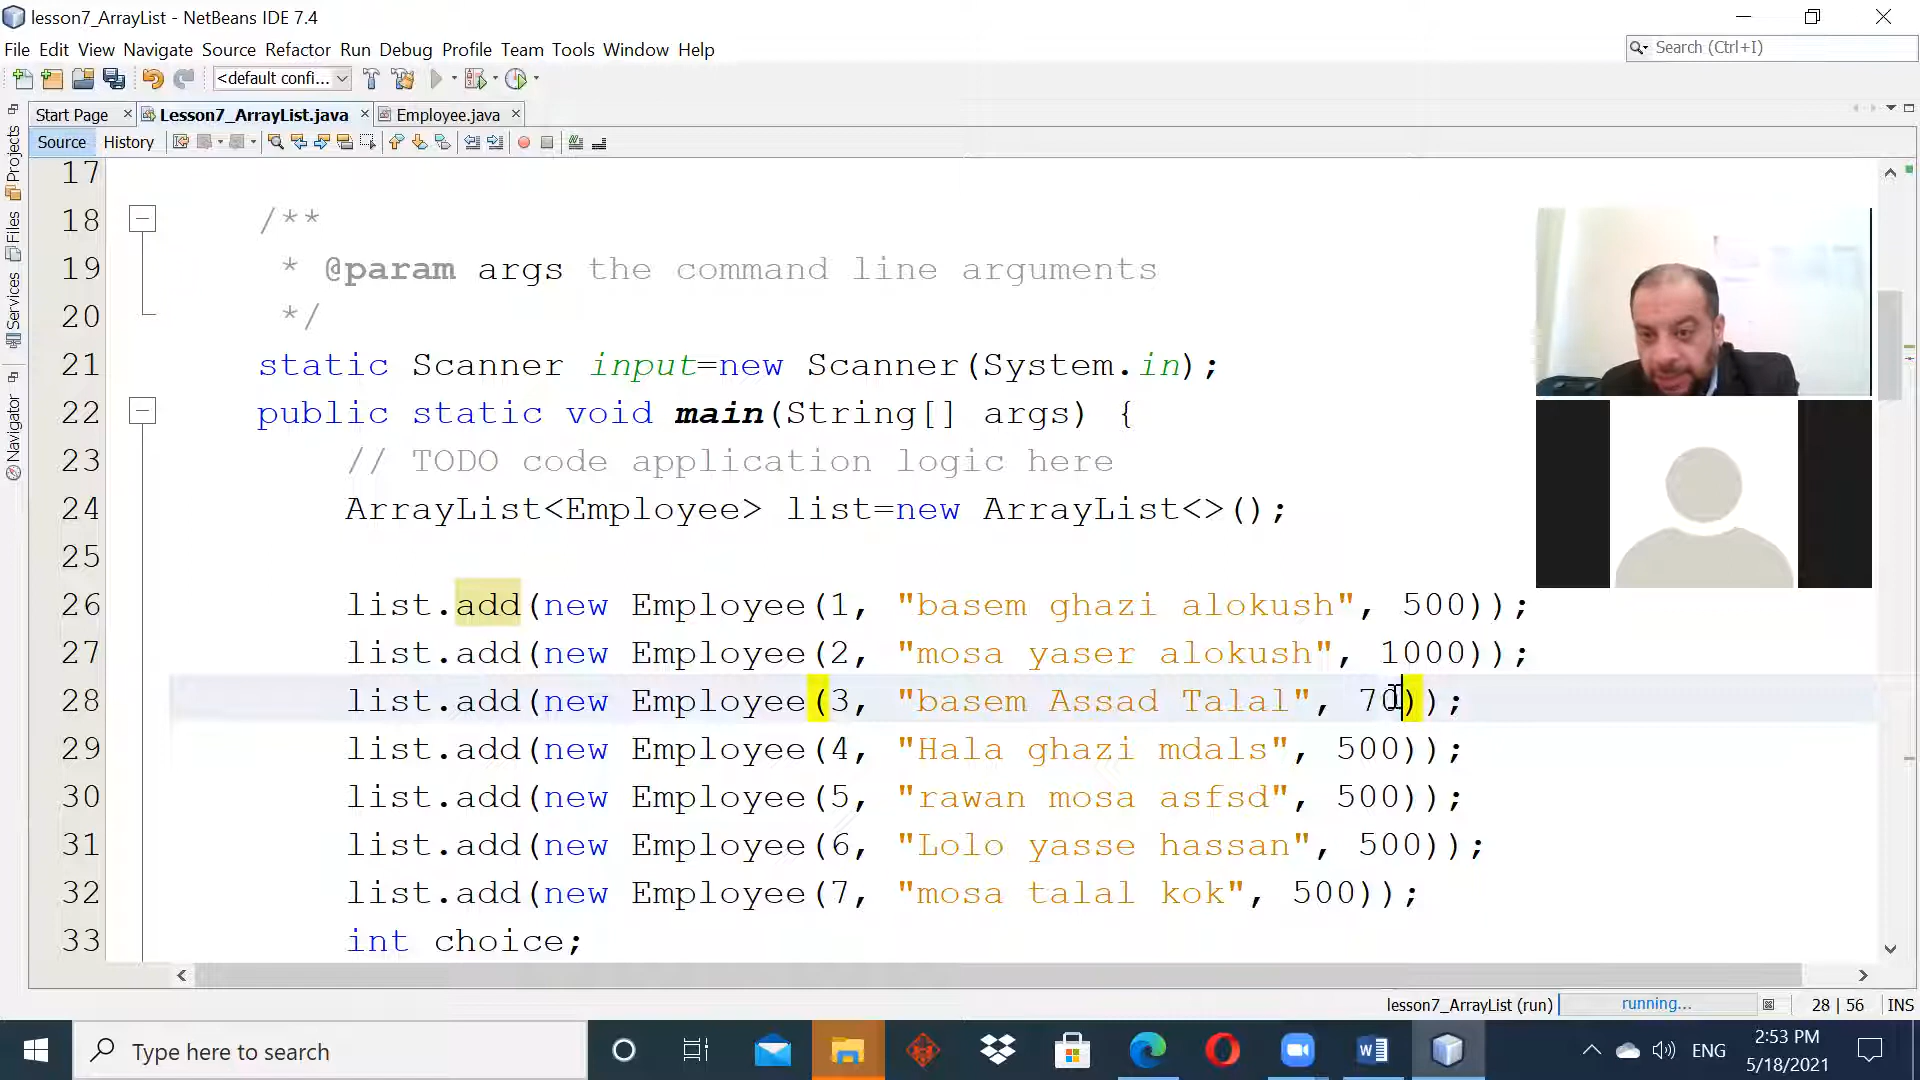 lesson7_ArrayList - NetBeans IDE 7.4
File Edit View Navigate Source Refactor Run Debug Profile Team Tools Window Help
Search (Ctrl+I)
<default confi...
Start Page Lesson7_ArrayList.java Employee.java
Source History
Projects
Files
Services
Navigator
17
18 /**
19 * @param args the command line arguments
20 */
21 static Scanner input=new Scanner(System.in);
22 public static void main(String[] args) {
23 // TODO code application logic here
24 ArrayList<Employee> list=new ArrayList<>();
25
26 list.add(new Employee(1, "basem ghazi alokush", 500));
27 list.add(new Employee(2, "mosa yaser alokush", 1000));
28 list.add(new Employee(3, "basem Assad Talal", 70));
29 list.add(new Employee(4, "Hala ghazi mdals", 500));
30 list.add(new Employee(5, "rawan mosa asfsd", 500));
31 list.add(new Employee(6, "Lolo yasse hassan", 500));
32 list.add(new Employee(7, "mosa talal kok", 500));
33 int choice;
lesson7_ArrayList (run) running... 28 | 56 INS
Type here to search
ENG
2:53 PM
5/18/2021